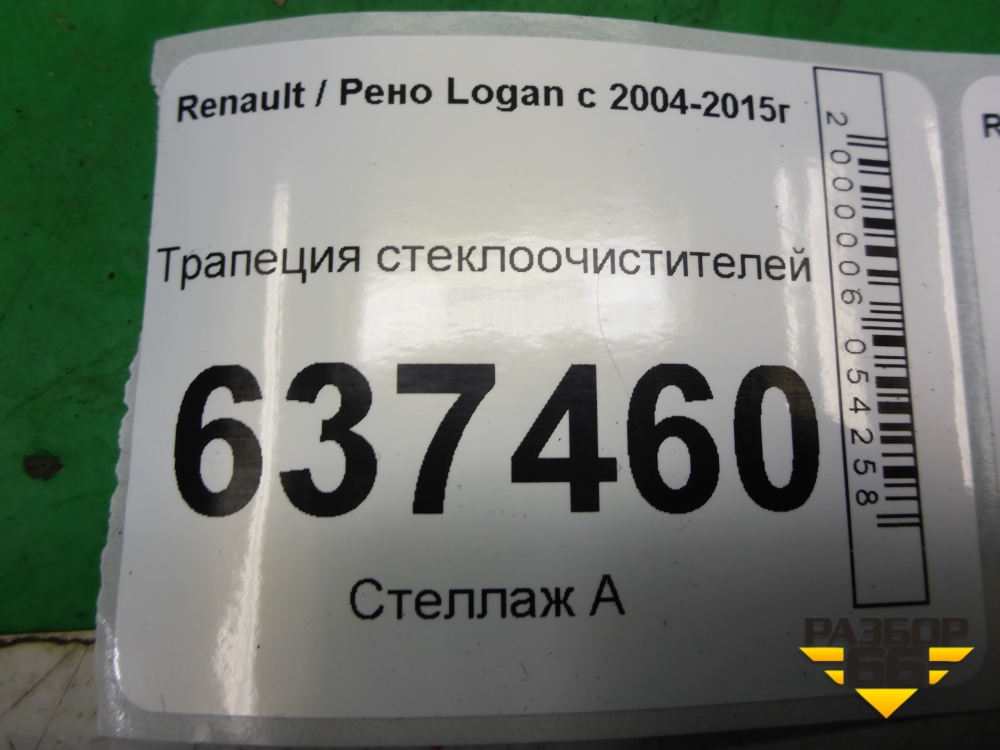 Renault / Рено Logan с 2004-2015г
Трапеция стеклоочистителей
637460
Стеллаж А
2000006054258
R
РАЗБОР
66